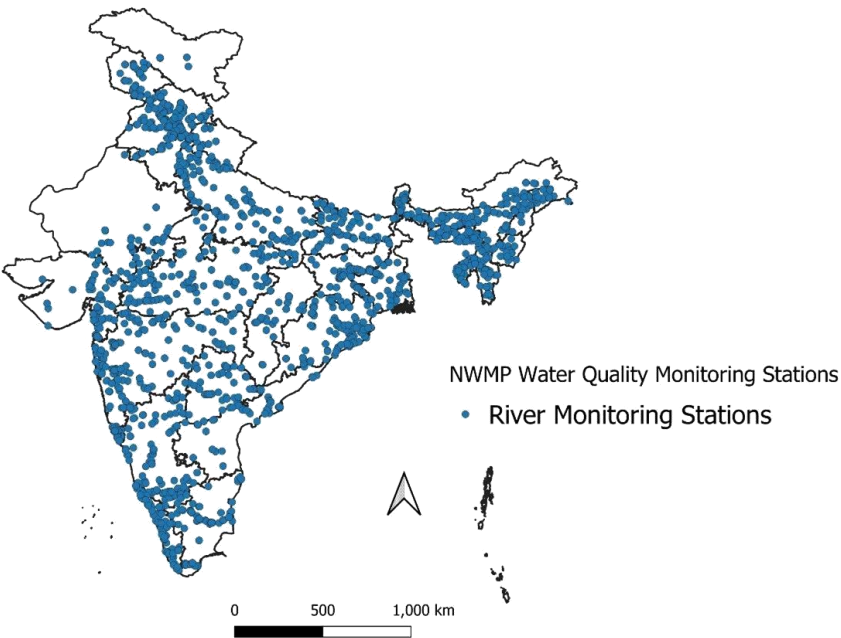 NWMP Water Quality Monitoring Stations
River Monitoring Stations
0 500 1,000 km